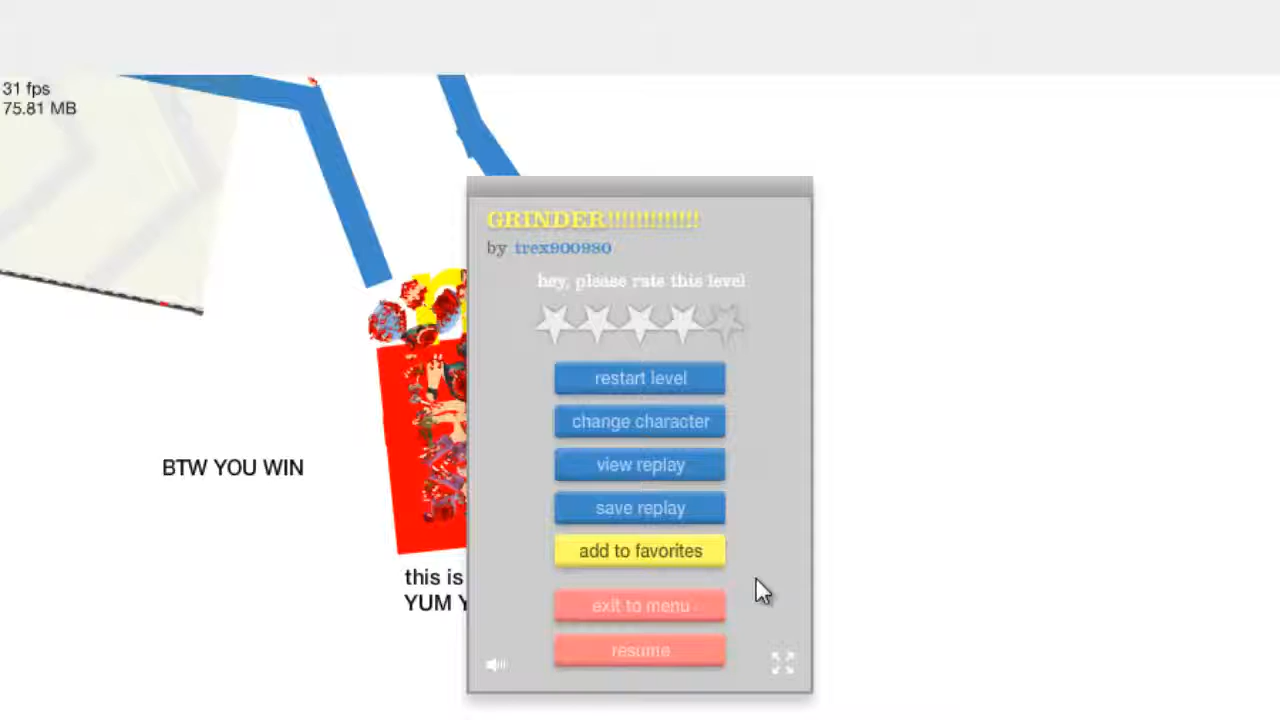 31 fps
75.81 MB
GRINDER!!!!!!!!!!!!!
by trex900980
hey, please rate this level
restart level
change character
view replay
save replay
add to favorites
exit to menu
resume
BTW YOU WIN
this is
YUM Y